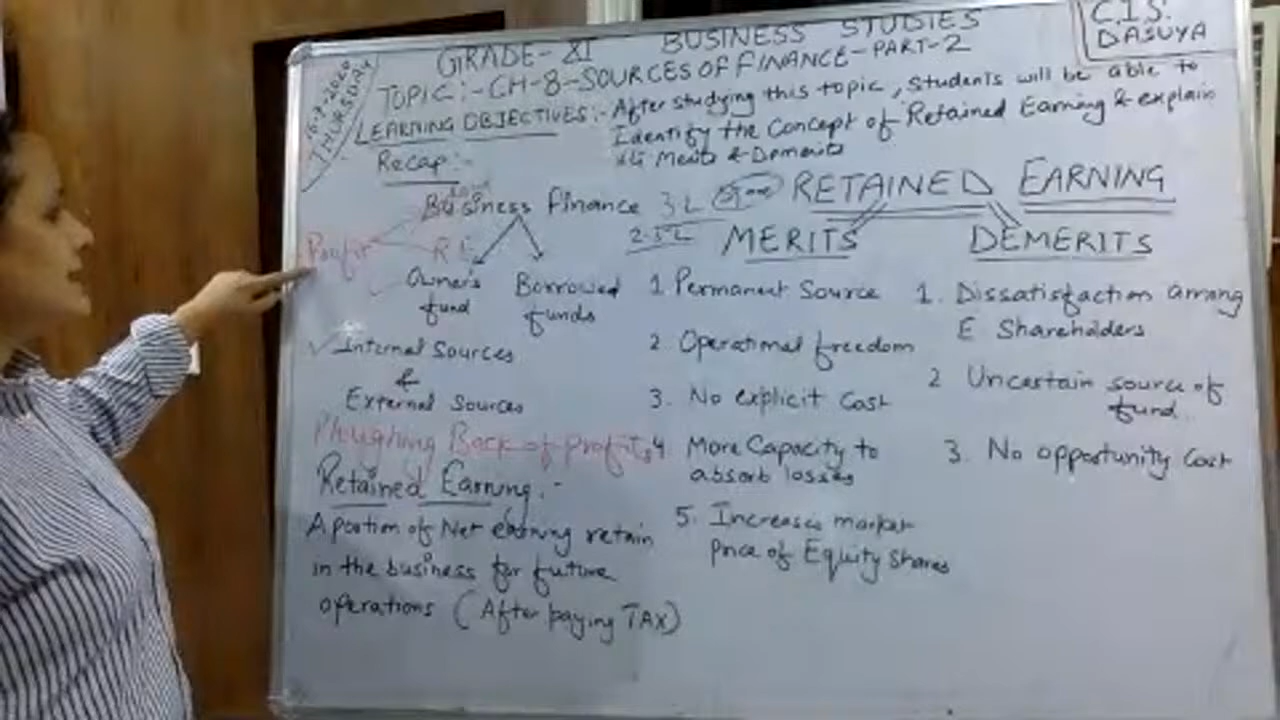 16-7-2020
THURSDAY
GRADE-XI BUSINESS STUDIES
C.I.S.
DASUYA
TOPIC:-CH-8-SOURCES OF FINANCE-PART-2
LEARNING OBJECTIVES:- After studying this topic, students will be able to
Identify the Concept of Retained Earning & explain
its Merits & Demerits
Recap:-
Business finance 3L
2.5L
Profit
R.E
Owner's fund
Borrowed funds
Internal Sources
&
External Sources
Ploughing Back of profits
Retained Earning:-
A portion of Net earning retain
in the business for future
operations (After paying TAX)
RETAINED EARNING
MERITS
1. Permanent Source
2. Operational freedom
3. No explicit Cost
4. More Capacity to
absorb losses
5. Increases market
price of Equity Shares
DEMERITS
1. Dissatisfaction among
E Shareholders
2 Uncertain source of
fund.
3. No opportunity Cost